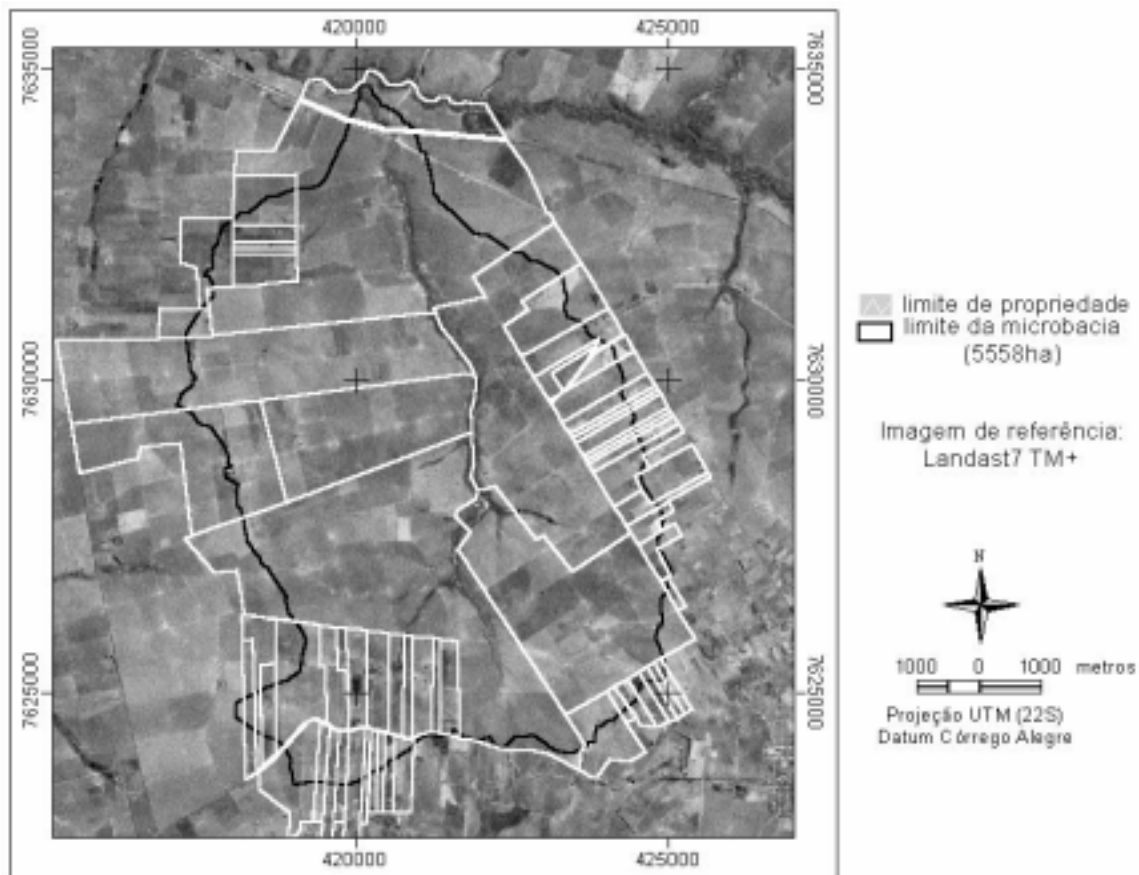 420000
425000
7635000
7635000
limite de propriedade
limite da microbacia
(5558ha)
7630000
7630000
Imagem de referência:
Landast7 TM+
N
1000 0 1000 metros
7625000
7625000
Projeção UTM (22S)
Datum Córrego Alegre
420000
425000